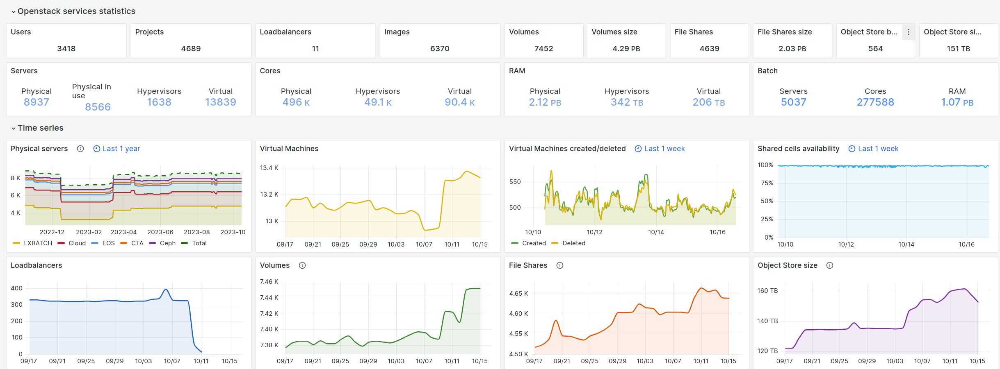 Openstack services statistics
Users
Projects
Loadbalancers
Images
Volumes
Volumes size
File Shares
File Shares size
Object Store b...
Object Store si...
3418
4689
11
6370
7452
4.29 PB
4639
2.03 PB
564
151 TB
Servers
Physical
8937
Physical in
use
8566
Hypervisors
1638
Virtual
13839
Cores
Physical
496 K
Hypervisors
49.1 K
Virtual
90.4 K
RAM
Physical
2.12 PB
Hypervisors
342 TB
Virtual
206 TB
Batch
Servers
5037
Cores
277588
RAM
1.07 PB
Time series
Physical servers Last 1 year
8 K
6 K
4 K
2022-12 2023-02 2023-04 2023-06 2023-08 2023-10
LXBATCH Cloud EOS CTA Ceph Total
Virtual Machines
13.4 K
13.2 K
13 K
09/17 09/21 09/25 09/29 10/03 10/07 10/11 10/15
Virtual Machines created/deleted Last 1 week
550
500
10/10 10/12 10/14 10/16
Created Deleted
Shared cells availability Last 1 week
100%
75%
50%
25%
0%
10/10 10/12 10/14 10/16
Loadbalancers
400
300
200
100
0
09/17 09/21 09/25 09/29 10/03 10/07 10/11 10/15
Volumes
7.46 K
7.44 K
7.42 K
7.40 K
7.38 K
09/17 09/21 09/25 09/29 10/03 10/07 10/11 10/15
File Shares
4.65 K
4.60 K
4.55 K
4.50 K
09/17 09/21 09/25 09/29 10/03 10/07 10/11 10/15
Object Store size
160 TB
140 TB
120 TB
09/17 09/21 09/25 09/29 10/03 10/07 10/11 10/15